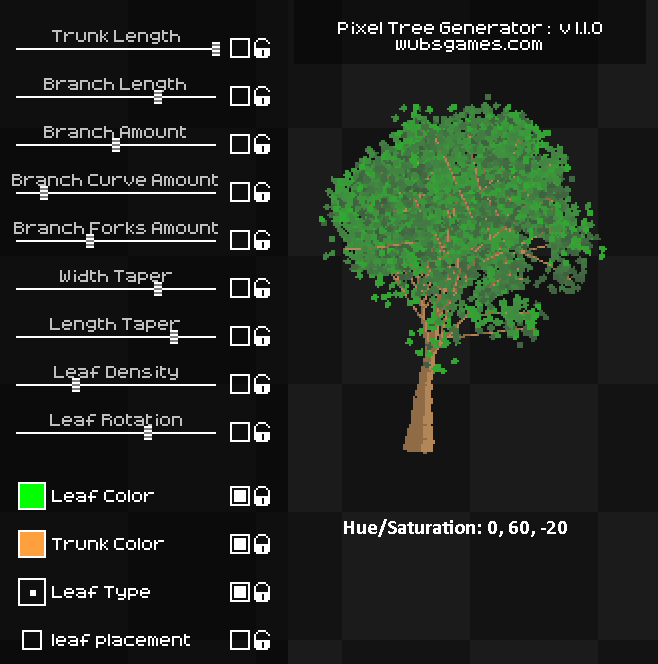 Trunk Length
Branch Length
Branch Amount
Branch Curve Amount
Branch Forks Amount
Width Taper
Length Taper
Leaf Density
Leaf Rotation
Leaf Color
Trunk Color
Leaf Type
leaf placement
Pixel Tree Generator : v1.1.0
wubsgames.com
Hue/Saturation: 0, 60, -20